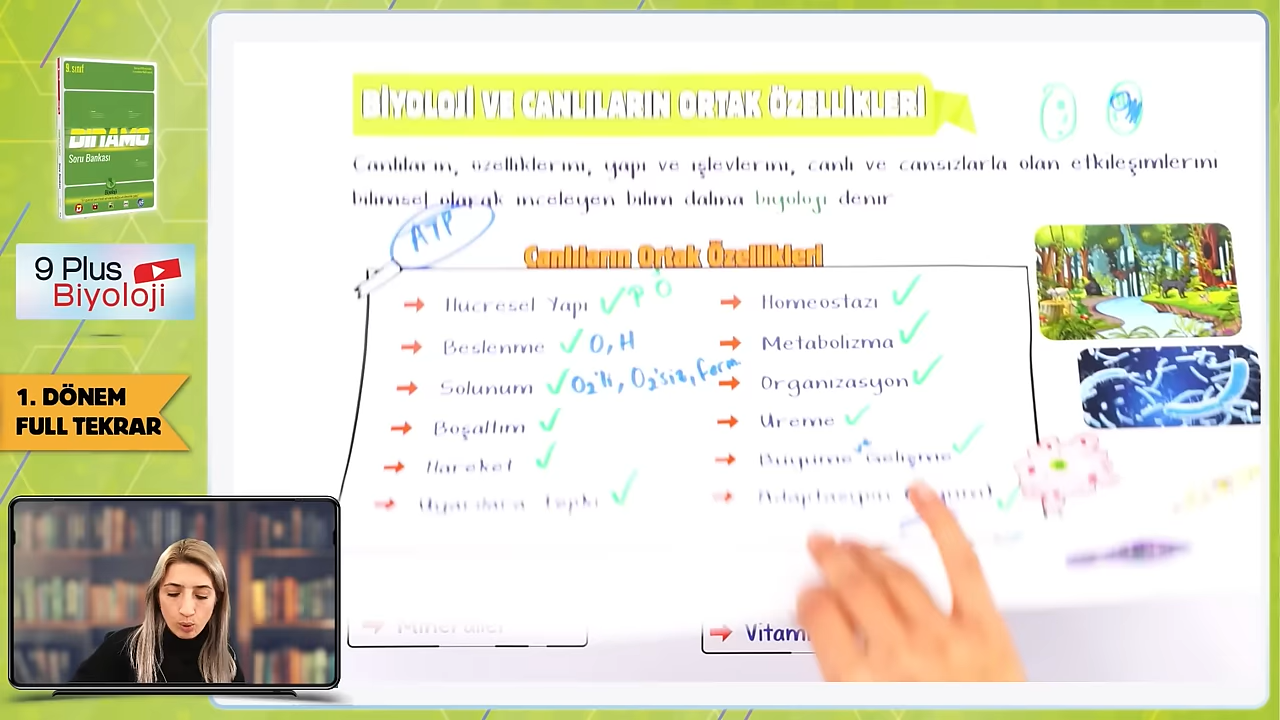 BİYOLOJİ VE CANLILARIN ORTAK ÖZELLİKLERİ
Canlıların, özelliklerini, yapı ve işlevlerini, canlı ve cansızlarla olan etkileşimlerini
bilimsel olarak inceleyen bilim dalına biyoloji denir
ATP
Canlıların Ortak Özellikleri
Hücresel Yapı ✓ P Ö
Beslenme ✓ O, H
Solunum ✓ O₂'li, O₂'siz, Ferm.
Boşaltım ✓
Hareket ✓
Uyarılara Tepki ✓
Homeostazi ✓
Metabolizma ✓
Organizasyon ✓
Üreme ✓
Büyüme ve Gelişme ✓
Adaptasyon
Mineraller
Vitam
9. sınıf
DİNAMO
Soru Bankası
9 Plus
Biyoloji
1. DÖNEM
FULL TEKRAR